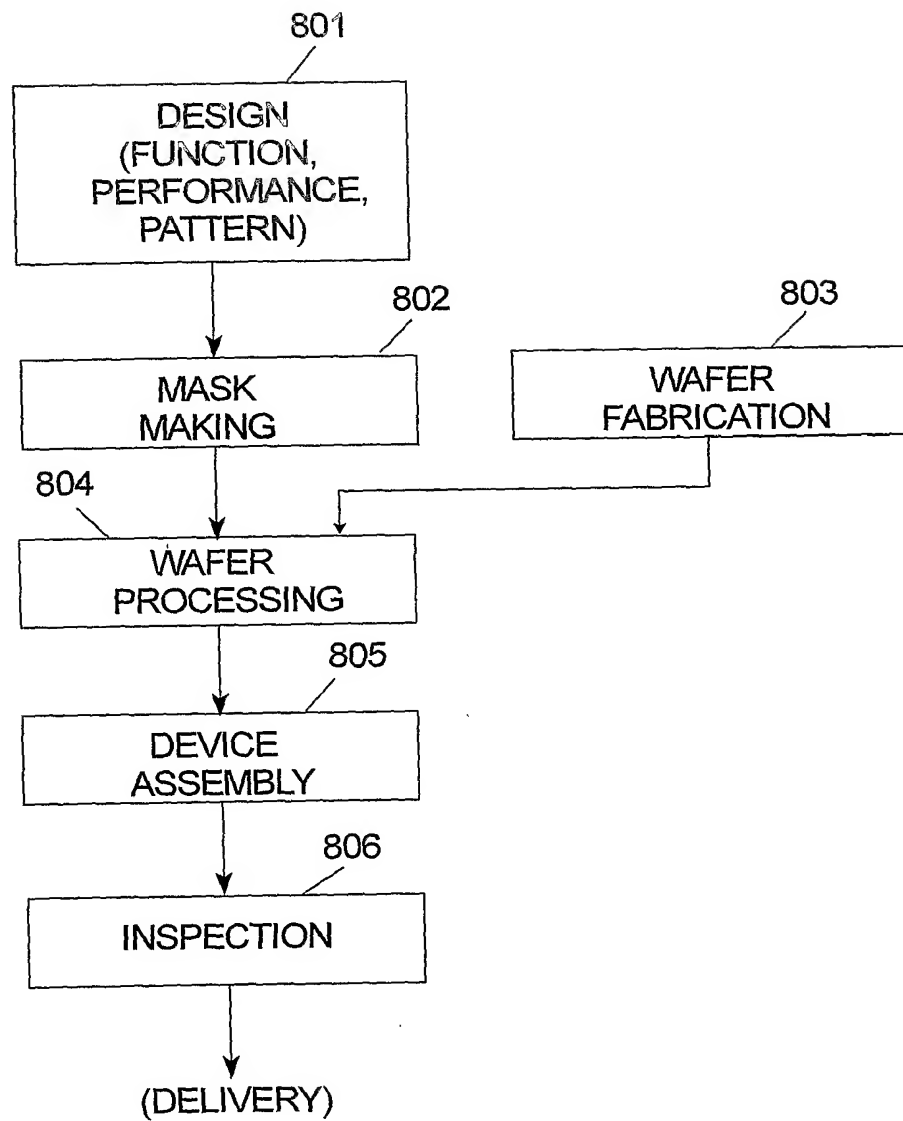 801
DESIGN
(FUNCTION,
PERFORMANCE,
PATTERN)
802
MASK
MAKING
803
WAFER
FABRICATION
804
WAFER
PROCESSING
805
DEVICE
ASSEMBLY
806
INSPECTION
(DELIVERY)